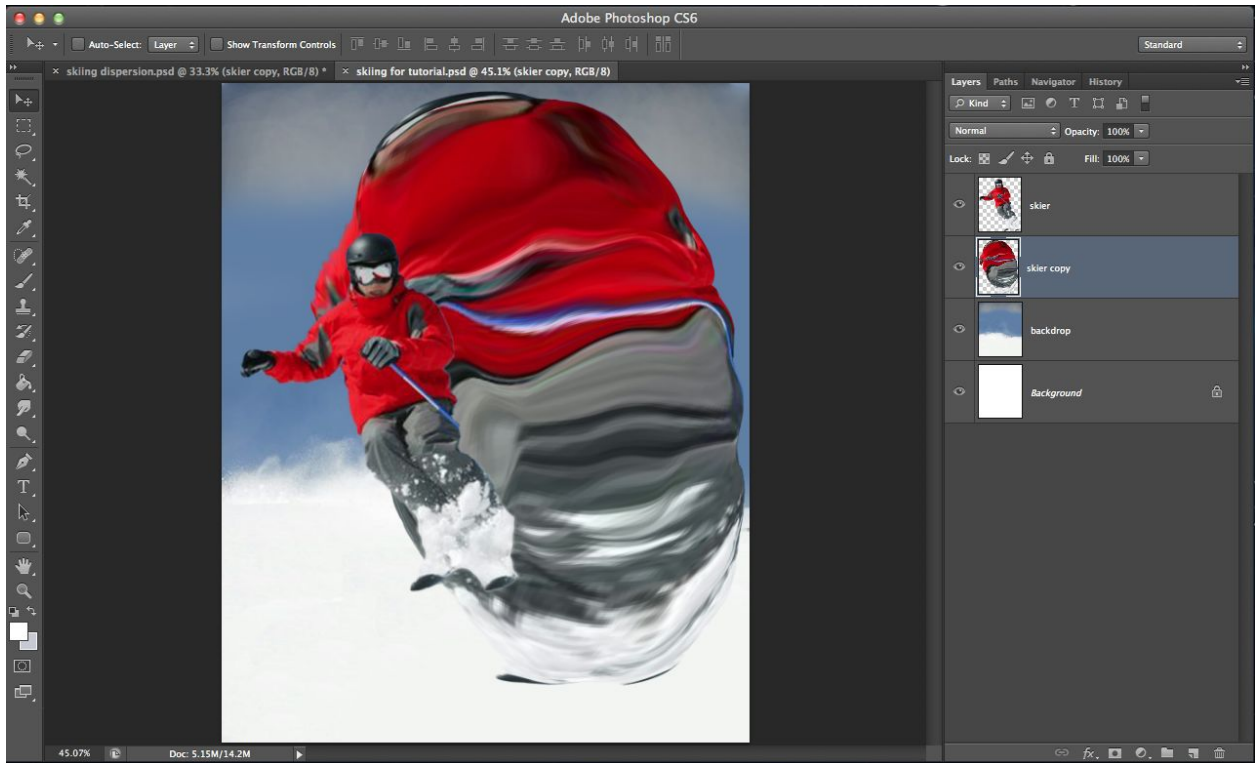 Adobe Photoshop CS6
Auto-Select: Layer Show Transform Controls Standard
× skiing dispersion.psd @ 33.3% (skier copy, RGB/8) * × skiing for tutorial.psd @ 45.1% (skier copy, RGB/8)
Layers Paths Navigator History
Kind T
Normal Opacity: 100%
Lock: Fill: 100%
skier
skier copy
backdrop
Background
T
45.07% Doc: 5.15M/14.2M
fx